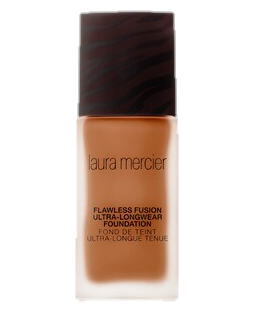 laura mercier
FLAWLESS FUSION
ULTRA-LONGWEAR
FOUNDATION
FOND DE TEINT
ULTRA-LONGUE TENUE